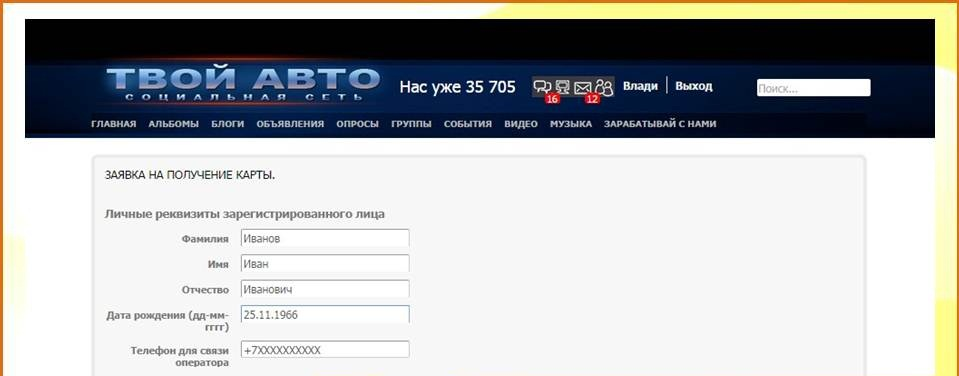 ТВОЙ АВТО
СОЦИАЛЬНАЯ СЕТЬ
Нас уже 35 705
16
12
Влади
Выход
Поиск...
ГЛАВНАЯ АЛЬБОМЫ БЛОГИ ОБЪЯВЛЕНИЯ ОПРОСЫ ГРУППЫ СОБЫТИЯ ВИДЕО МУЗЫКА ЗАРАБАТЫВАЙ С НАМИ
ЗАЯВКА НА ПОЛУЧЕНИЕ КАРТЫ.
Личные реквизиты зарегистрированного лица
Фамилия Иванов
Имя Иван
Отчество Иванович
Дата рождения (дд-мм- 25.11.1966
гггг)
Телефон для связи +7XXXXXXXXXX
оператора